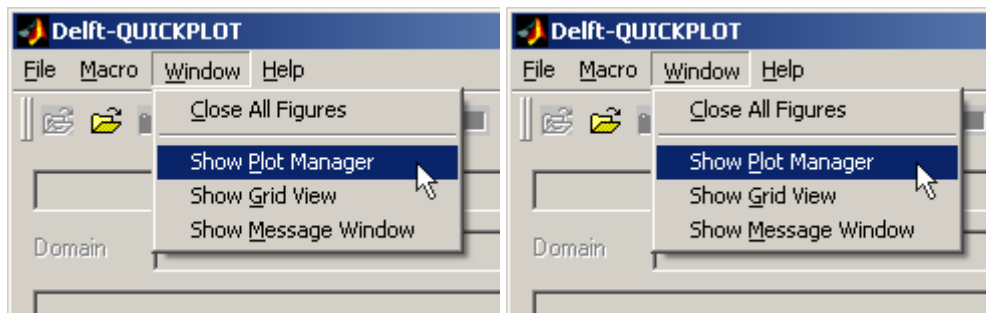 Delft-QUICKPLOT
File Macro Window Help
Close All Figures
Show Plot Manager
Show Grid View
Show Message Window
Domain
Delft-QUICKPLOT
File Macro Window Help
Close All Figures
Show Plot Manager
Show Grid View
Show Message Window
Domain